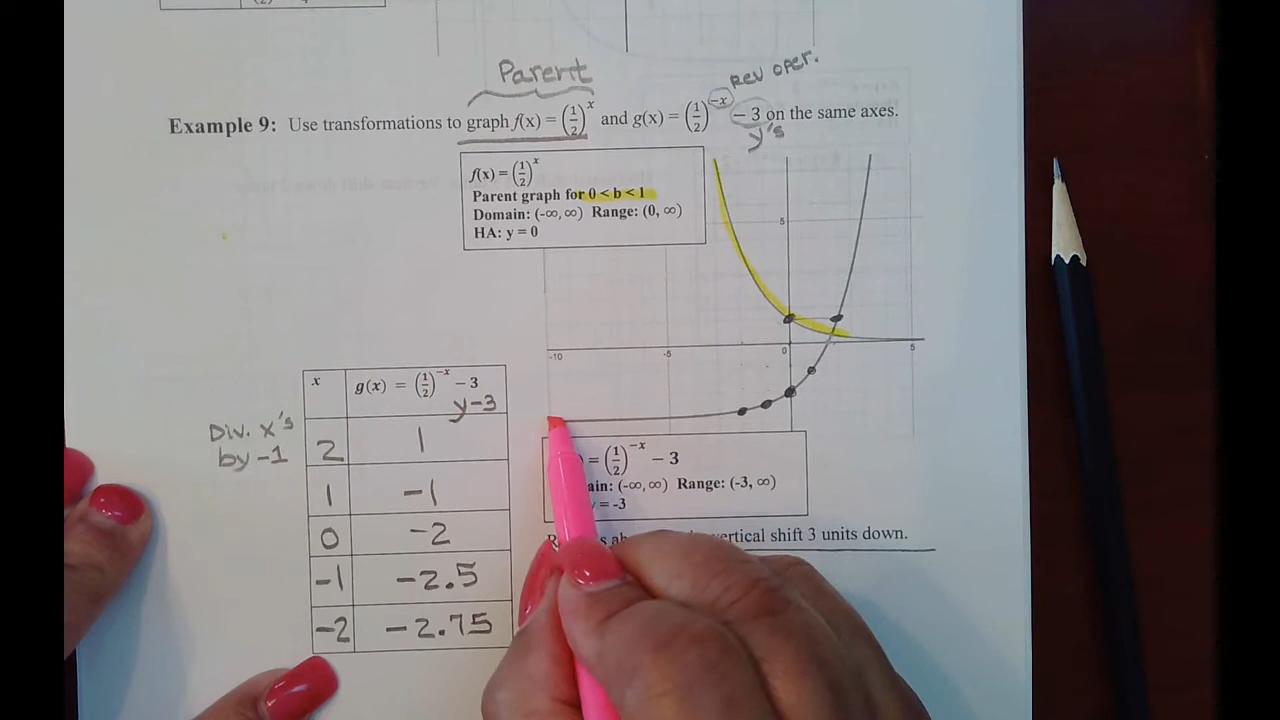 Parent
Rev oper.
Example 9: Use transformations to graph f(x) = (1/2)^x and g(x) = (1/2)^-x − 3 on the same axes.
y's
f(x) = (1/2)^x
Parent graph for 0 < b < 1
Domain: (-∞, ∞) Range: (0, ∞)
HA: y = 0
5
-10 -5 0 5
x g(x) = (1/2)^-x − 3
y-3
Div. x's
by -1
2 1
1 -1
0 -2
-1 -2.5
-2 -2.75
= (1/2)^-x − 3
(-∞, ∞) Range: (-3, ∞)
= -3
vertical shift 3 units down.